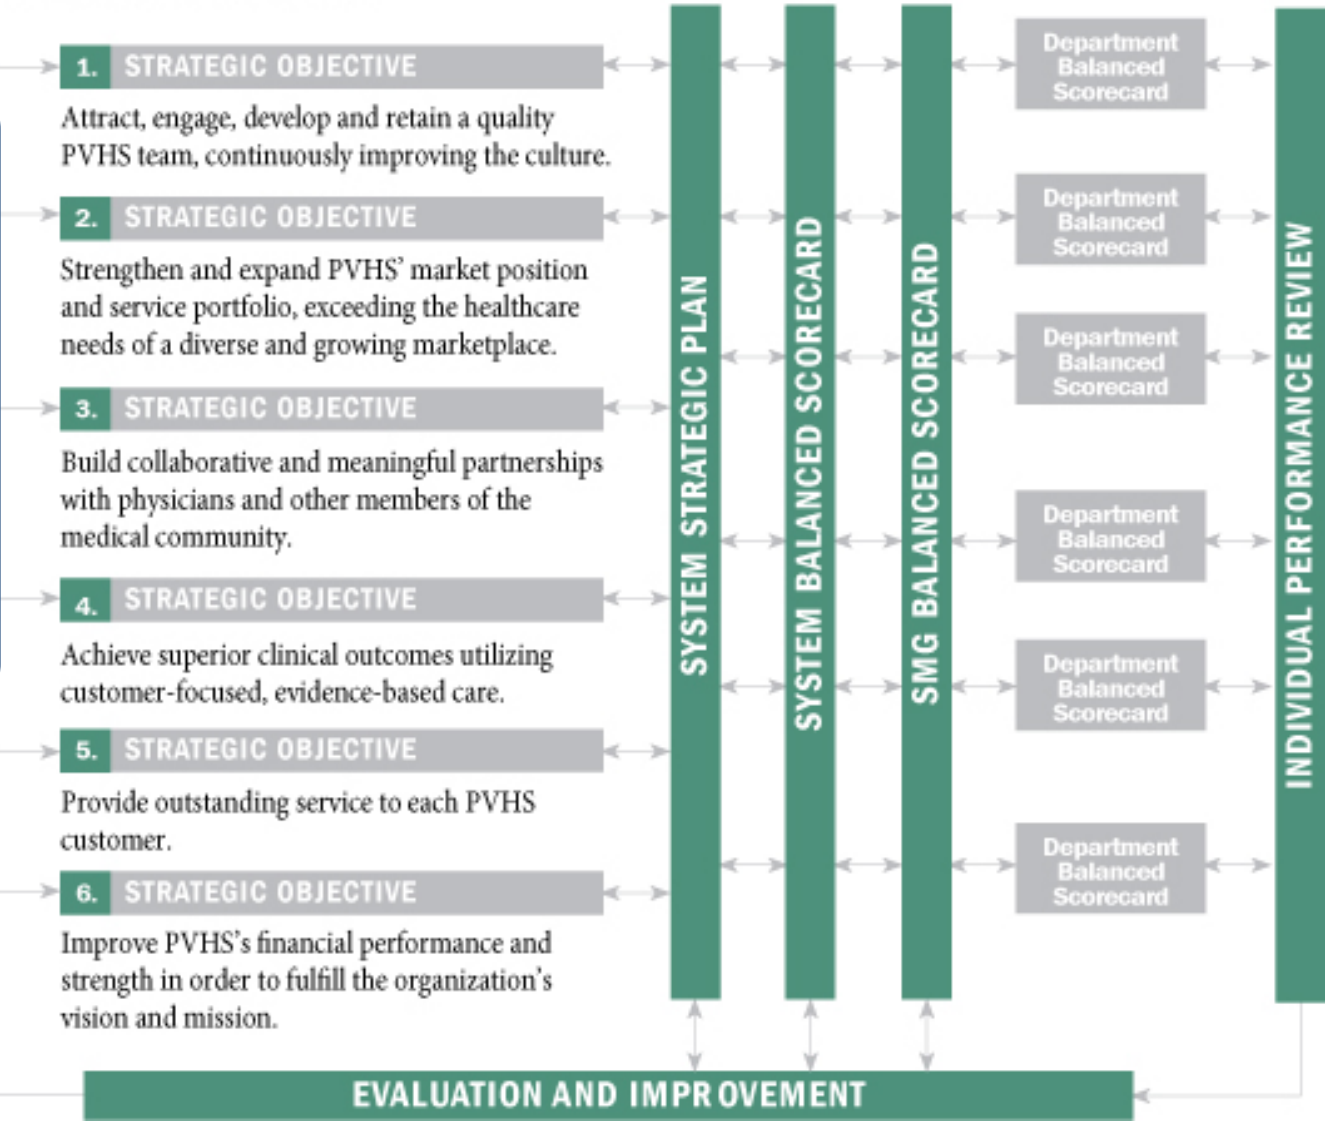 1. STRATEGIC OBJECTIVE
Attract, engage, develop and retain a quality
PVHS team, continuously improving the culture.
2. STRATEGIC OBJECTIVE
Strengthen and expand PVHS’ market position
and service portfolio, exceeding the healthcare
needs of a diverse and growing marketplace.
3. STRATEGIC OBJECTIVE
Build collaborative and meaningful partnerships
with physicians and other members of the
medical community.
4. STRATEGIC OBJECTIVE
Achieve superior clinical outcomes utilizing
customer-focused, evidence-based care.
5. STRATEGIC OBJECTIVE
Provide outstanding service to each PVHS
customer.
6. STRATEGIC OBJECTIVE
Improve PVHS’s financial performance and
strength in order to fulfill the organization’s
vision and mission.
SYSTEM STRATEGIC PLAN
SYSTEM BALANCED SCORECARD
SMG BALANCED SCORECARD
Department
Balanced
Scorecard
Department
Balanced
Scorecard
Department
Balanced
Scorecard
Department
Balanced
Scorecard
Department
Balanced
Scorecard
Department
Balanced
Scorecard
INDIVIDUAL PERFORMANCE REVIEW
EVALUATION AND IMPROVEMENT